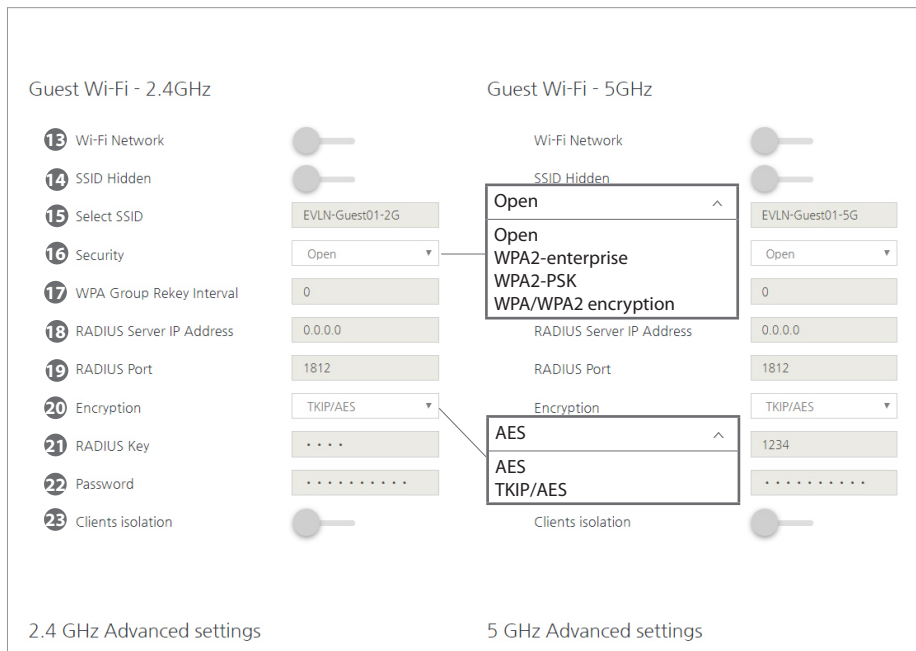 Guest Wi-Fi - 2.4GHz
Guest Wi-Fi - 5GHz
13 Wi-Fi Network
Wi-Fi Network
14 SSID Hidden
SSID Hidden
15 Select SSID EVLN-Guest01-2G
Open
EVLN-Guest01-5G
16 Security Open
Open
WPA2-enterprise
WPA2-PSK
WPA/WPA2 encryption
Open
17 WPA Group Rekey Interval 0
0
18 RADIUS Server IP Address 0.0.0.0
RADIUS Server IP Address 0.0.0.0
19 RADIUS Port 1812
RADIUS Port 1812
20 Encryption TKIP/AES
Encryption TKIP/AES
AES
AES
TKIP/AES
21 RADIUS Key • • • •
1234
22 Password • • • • • • • • • •
• • • • • • • • • •
23 Clients isolation
Clients isolation
2.4 GHz Advanced settings
5 GHz Advanced settings